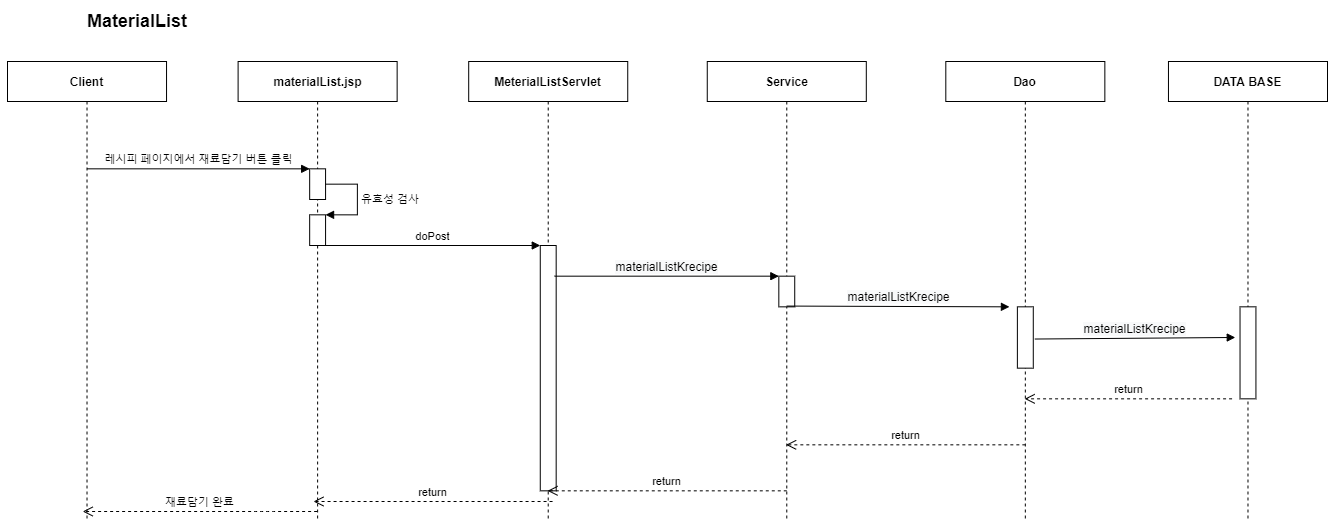 MaterialList
Client
materialList.jsp
MeterialListServlet
Service
Dao
DATA BASE
레시피 페이지에서 재료담기 버튼 클릭
유효성 검사
doPost
materialListKrecipe
materialListKrecipe
materialListKrecipe
return
return
return
return
재료담기 완료